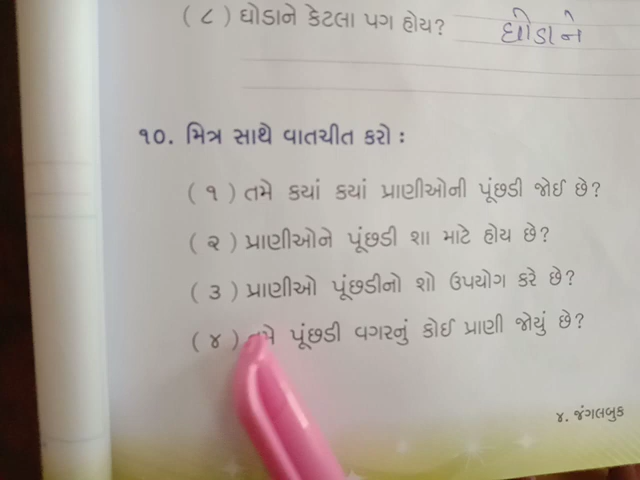 ( ૮ ) ઘોડાને કેટલા પગ હોય? ઘોડાને
૧૦. મિત્ર સાથે વાતચીત કરો :
( ૧ ) તમે કયાં કયાં પ્રાણીઓની પૂંછડી જોઈ છે?
( ૨ ) પ્રાણીઓને પૂંછડી શા માટે હોય છે?
( ૩ ) પ્રાણીઓ પૂંછડીનો શો ઉપયોગ કરે છે?
( ૪ ) તમે પૂંછડી વગરનું કોઈ પ્રાણી જોયું છે?
૪. જંગલબુક